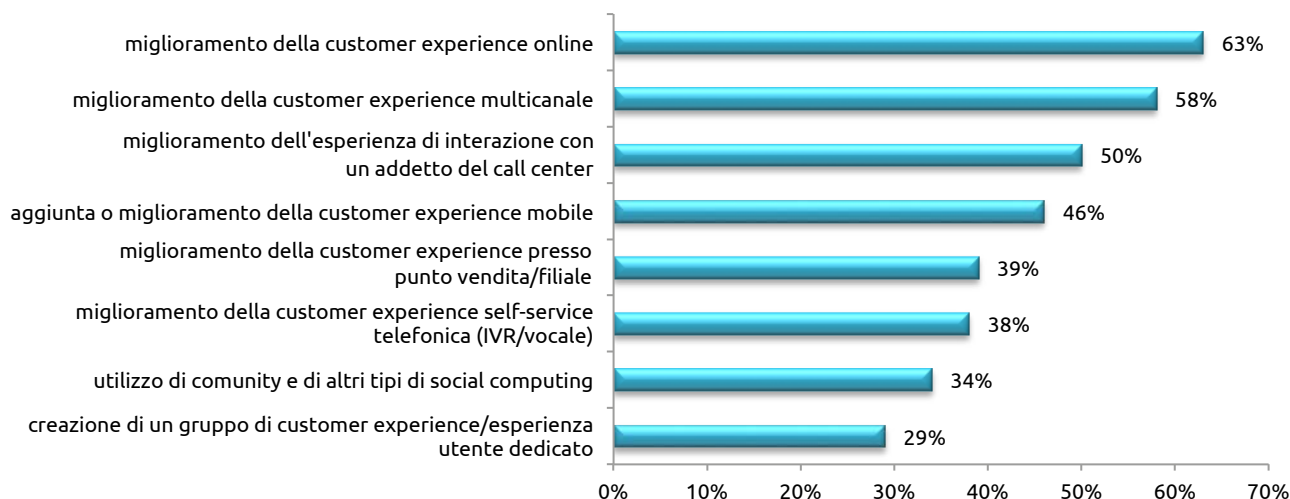 miglioramento della customer experience online
63%
miglioramento della customer experience multicanale
58%
miglioramento dell'esperienza di interazione con
un addetto del call center
50%
aggiunta o miglioramento della customer experience mobile
46%
miglioramento della customer experience presso
punto vendita/filiale
39%
miglioramento della customer experience self-service
telefonica (IVR/vocale)
38%
utilizzo di comunity e di altri tipi di social computing
34%
creazione di un gruppo di customer experience/esperienza
utente dedicato
29%
0% 10% 20% 30% 40% 50% 60% 70%